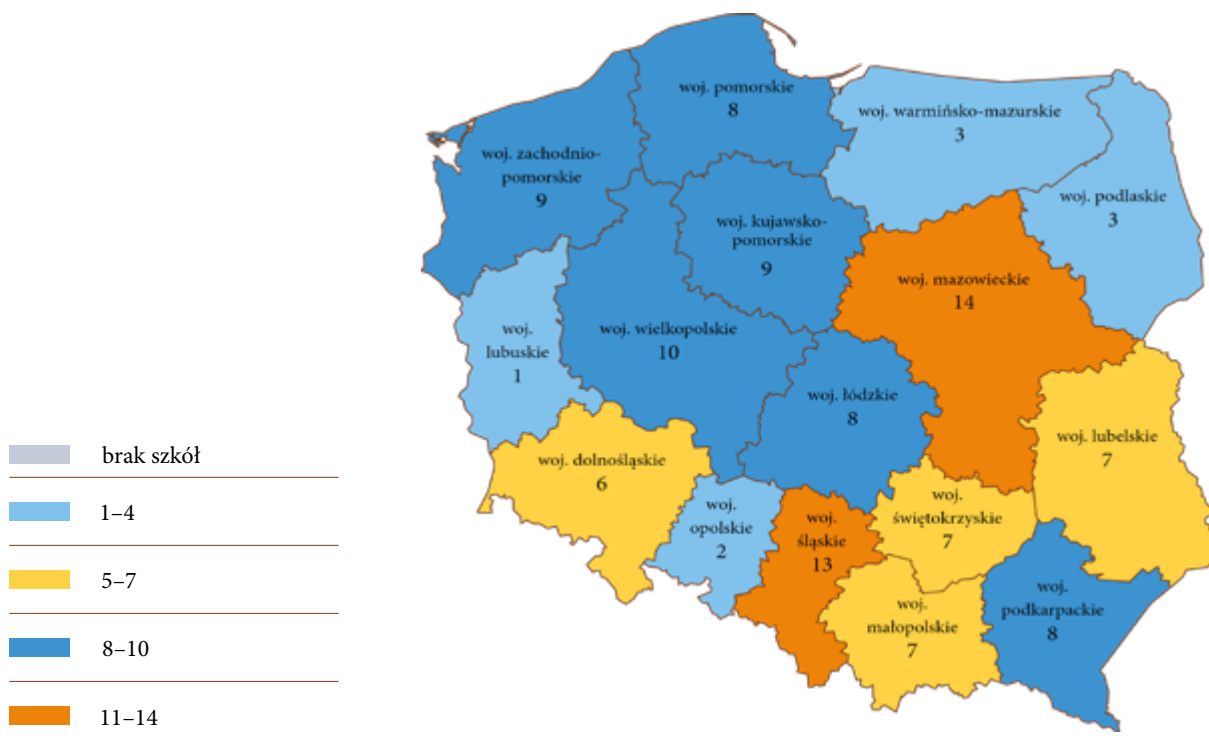 woj. pomorskie
8
woj. warmińsko-mazurskie
3
woj. zachodnio-
pomorskie
9
woj. podlaskie
3
woj. kujawsko-
pomorskie
9
woj. mazowieckie
14
woj. wielkopolskie
10
woj.
lubuskie
1
woj. łódzkie
8
woj. lubelskie
7
woj. dolnośląskie
6
woj.
opolskie
2
woj.
śląskie
13
woj.
świętokrzyskie
7
woj.
małopolskie
7
woj.
podkarpackie
8
brak szkół
1–4
5–7
8–10
11–14